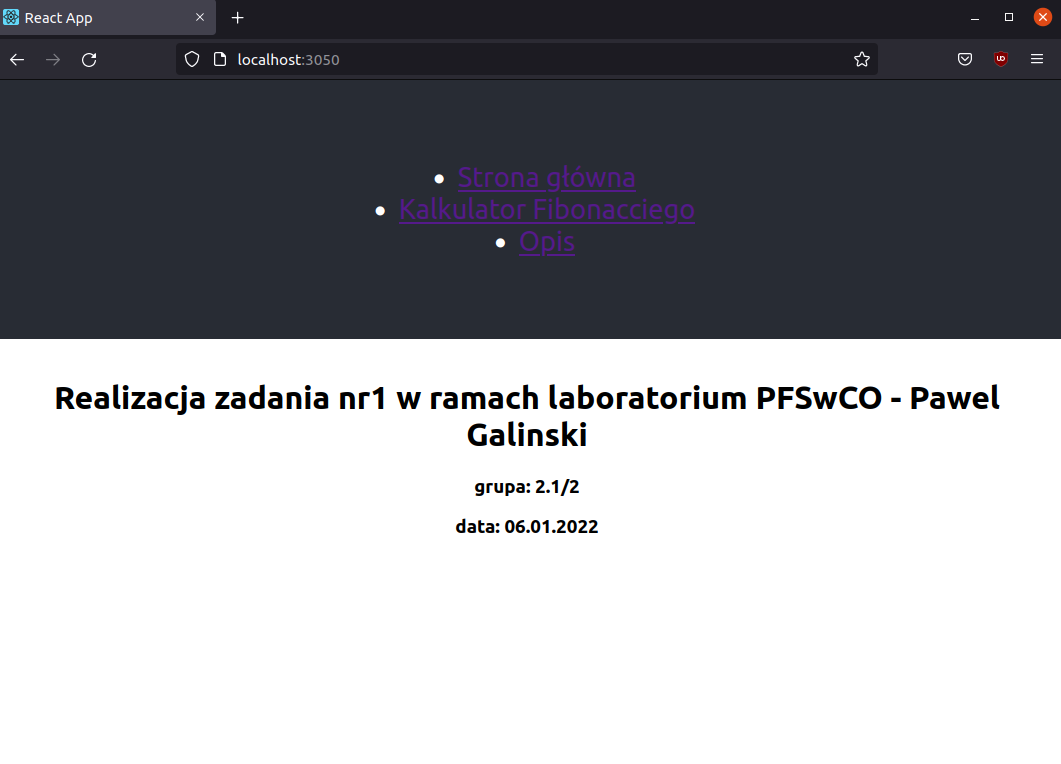 React App
localhost:3050
Strona główna
Kalkulator Fibonacciego
Opis
Realizacja zadania nr1 w ramach laboratorium PFSwCO - Pawel
Galinski
grupa: 2.1/2
data: 06.01.2022